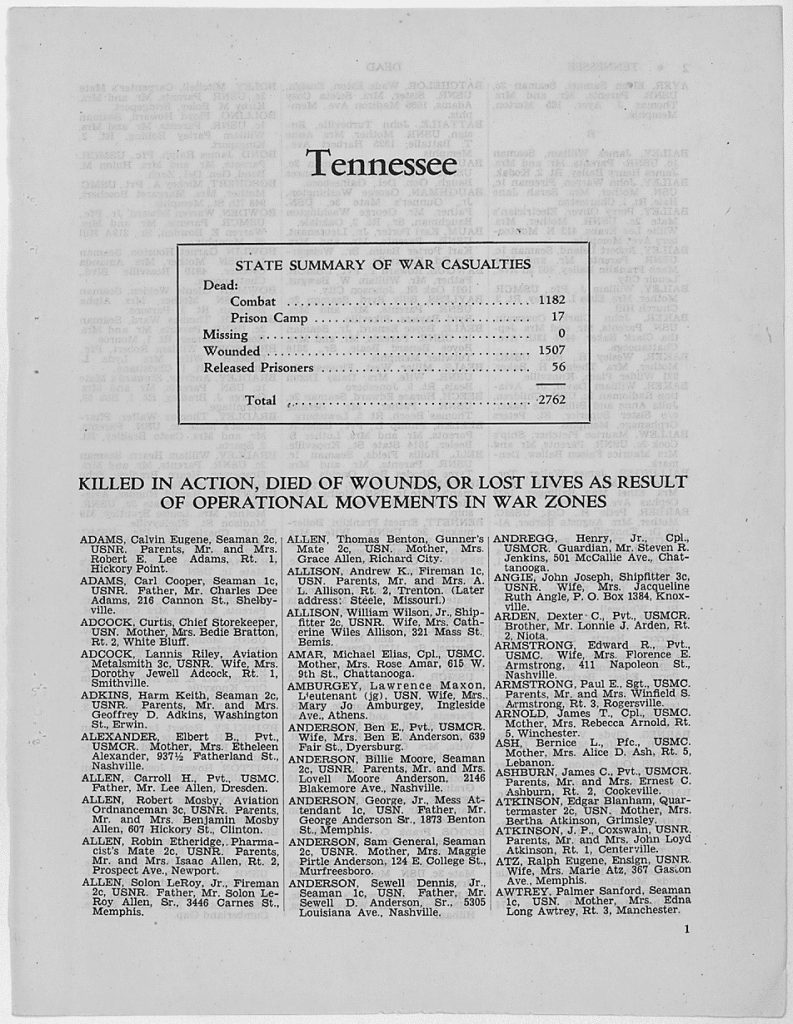 Tennessee
STATE SUMMARY OF WAR CASUALTIES
Dead:
Combat .................................. 1182
Prison Camp .............................. 17
Missing ..................................... 0
Wounded .................................. 1507
Released Prisoners ........................... 56
Total .................................. 2762
KILLED IN ACTION, DIED OF WOUNDS, OR LOST LIVES AS RESULT
OF OPERATIONAL MOVEMENTS IN WAR ZONES
ADAMS, Calvin Eugene, Seaman 2c,
USNR. Parents, Mr. and Mrs.
Robert E. Lee Adams, Rt. 1,
Hickory Point.
ADAMS, Carl Cooper, Seaman 1c,
USNR. Father, Mr. Charles Dee
Adams, 216 Cannon St., Shelby-
ville.
ADCOCK, Curtis, Chief Storekeeper,
USN. Mother, Mrs. Bedie Bratton,
Rt. 2, White Bluff.
ADCOCK, Lannis Riley, Aviation
Metalsmith 3c, USNR. Wife, Mrs.
Dorothy Jewell Adcock, Rt. 1,
Smithville.
ADKINS, Harm Keith, Seaman 2c,
USNR. Parents, Mr. and Mrs.
Geoffrey D. Adkins, Washington
St., Erwin.
ALEXANDER, Elbert B., Pvt.,
USMCR. Mother, Mrs. Etheleen
Alexander, 937½ Fatherland St.,
Nashville.
ALLEN, Carroll H., Pvt., USMC.
Father, Mr. Lee Allen, Dresden.
ALLEN, Robert Mosby, Aviation
Ordnanceman 3c, USNR. Parents,
Mr. and Mrs. Benjamin Mosby
Allen, 607 Hickory St., Clinton.
ALLEN, Robin Etheridge, Pharma-
cist's Mate 2c, USNR. Parents,
Mr. and Mrs. Isaac Allen, Rt. 2,
Prospect Ave., Newport.
ALLEN, Solon LeRoy, Jr., Fireman
2c, USNR. Father, Mr. Solon Le-
Roy Allen, Sr., 3446 Carnes St.,
Memphis.
ALLEN, Thomas Benton, Gunner's
Mate 2c, USN. Mother, Mrs.
Grace Allen, Richard City.
ALLISON, Andrew K., Fireman 1c,
USN. Parents, Mr. and Mrs. A.
L. Allison, Rt. 2, Trenton. (Later
address: Steele, Missouri.)
ALLISON, William Wilson, Jr., Ship-
fitter 2c, USNR. Wife, Mrs. Cath-
erine Wiles Allison, 321 Mass St.,
Bemis.
AMAR, Michael Elias, Cpl., USMC.
Mother, Mrs. Rose Amar, 615 W.
9th St., Chattanooga.
AMBURGEY, Lawrence Maxon,
Lieutenant (jg), USN. Wife, Mrs.
Mary Jo Amburgey, Ingleside
Ave., Athens.
ANDERSON, Ben E., Pvt., USMCR.
Wife, Mrs. Ben E. Anderson, 639
Fair St., Dyersburg.
ANDERSON, Billie Moore, Seaman
2c, USNR. Parents, Mr. and Mrs.
Lovell Moore Anderson, 2146
Blakemore Ave., Nashville.
ANDERSON, George, Jr., Mess At-
tendant 1c, USN. Father, Mr.
George Anderson Sr., 1873 Benton
St., Memphis.
ANDERSON, Sam General, Seaman
2c, USNR. Mother, Mrs. Maggie
Pirtle Anderson, 124 E. College St.,
Murfreesboro.
ANDERSON, Sewell Dennis, Jr.,
Seaman 1c, USN. Father, Mr.
Sewell D. Anderson, Sr., 5305
Louisiana Ave., Nashville.
ANDREGG, Henry, Jr., Cpl.,
USMCR. Guardian, Mr. Steven R.
Jenkins, 501 McCallie Ave., Chat-
tanooga.
ANGIE, John Joseph, Shipfitter 3c,
USNR. Wife, Mrs. Jacqueline
Ruth Angle, P. O. Box 1384, Knox-
ville.
ARDEN, Dexter C., Pvt., USMCR.
Brother, Mr. Lonnie J. Arden, Rt.
2, Niota.
ARMSTRONG, Edward R., Pvt.,
USMC. Wife, Mrs. Florence E.
Armstrong, 411 Napoleon St.,
Nashville.
ARMSTRONG, Paul E., Sgt., USMC.
Parents, Mr. and Mrs. Winfield S.
Armstrong, Rt. 3, Rogersville.
ARNOLD, James T., Cpl., USMC.
Mother, Mrs. Rebecca Arnold, Rt.
5, Winchester.
ASH, Bernice L., Pfc., USMC.
Mother, Mrs. Alice D. Ash, Rt. 5,
Lebanon.
ASHBURN, James C., Pvt., USMCR.
Parents, Mr. and Mrs. Ernest C.
Ashburn, Rt. 2, Cookeville.
ATKINSON, Edgar Blanham, Quar-
termaster 2c, USN. Mother, Mrs.
Bertha Atkinson, Grimsley.
ATKINSON, J. P., Coxswain, USNR.
Parents, Mr. and Mrs. John Loyd
Atkinson, Rt. 1, Centerville.
ATZ, Ralph Eugene, Ensign, USNR.
Wife, Mrs. Marie Atz, 367 Gaston
Ave., Memphis.
AWTREY, Palmer Sanford, Seaman
1c, USN. Mother, Mrs. Edna
Long Awtrey, Rt. 3, Manchester.
1